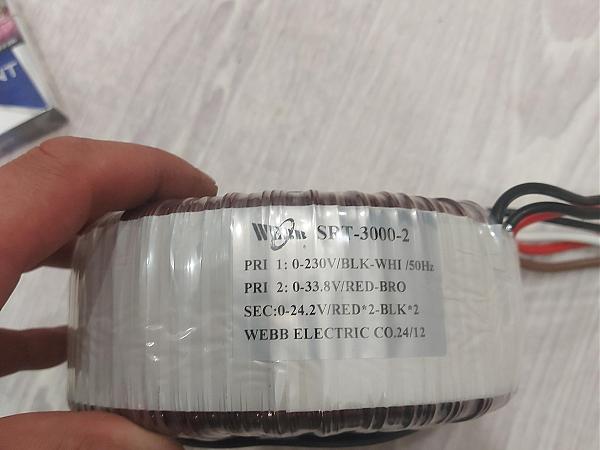 WEBB SPT-3000-2
PRI 1: 0-230V/BLK-WHI /50Hz
PRI 2: 0-33.8V/RED-BRO
SEC:0-24.2V/RED*2-BLK*2
WEBB ELECTRIC CO.24/12